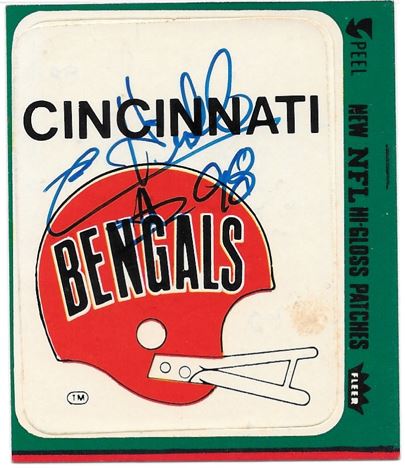 CINCINNATI
BENGALS
TM
PEEL
NEW NFL HI-GLOSS PATCHES
FLEER